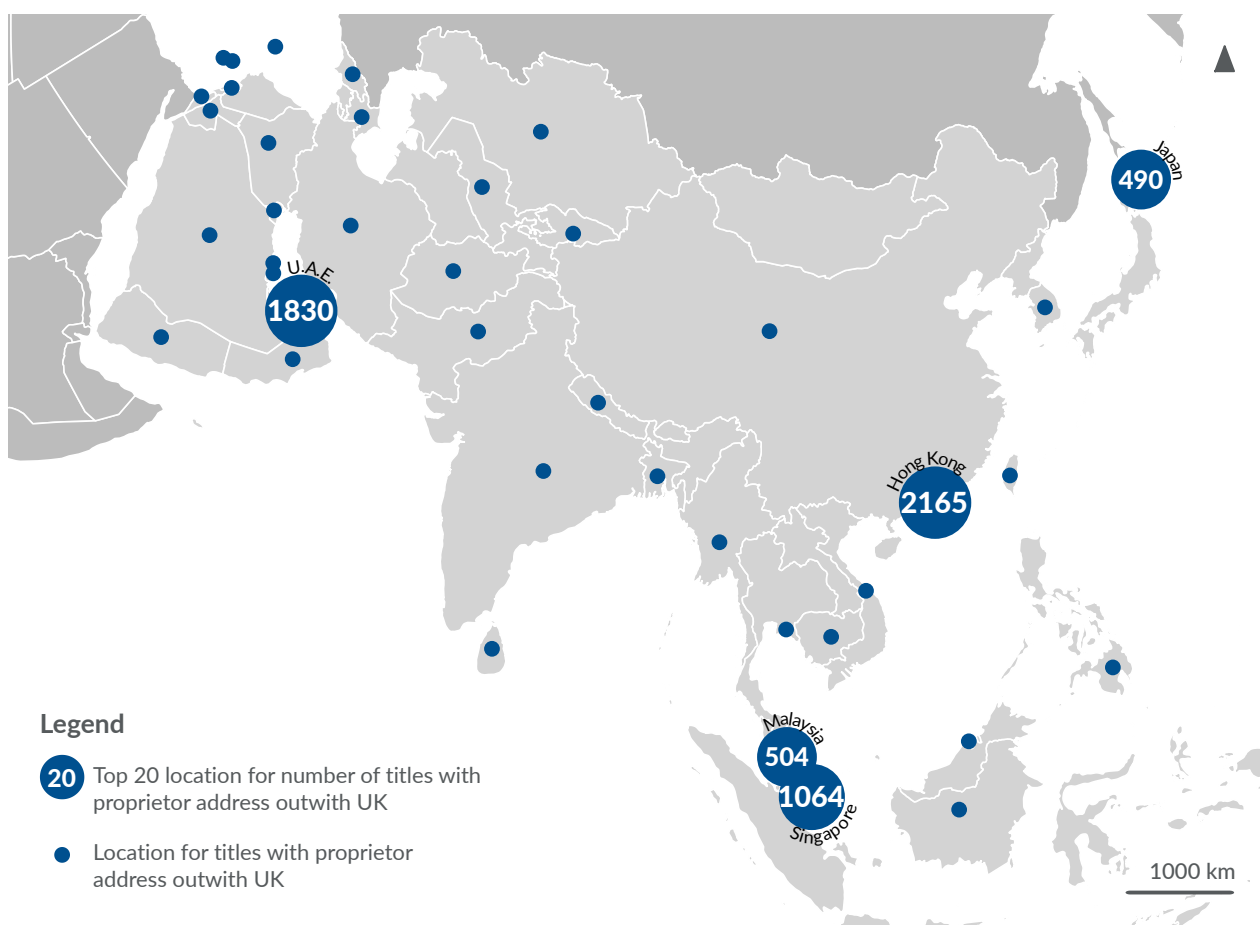 Japan
490
U.A.E.
1830
Hong Kong
2165
Malaysia
504
1064
Singapore
Legend
20 Top 20 location for number of titles with
proprietor address outwith UK
Location for titles with proprietor
address outwith UK
1000 km